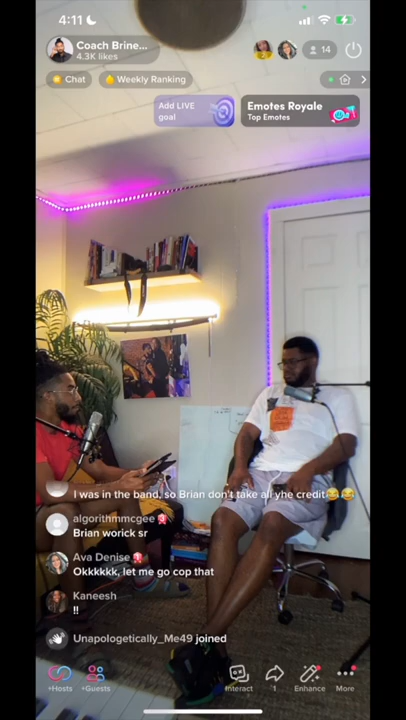 4:11
Coach Brine...
4.3K likes
14
Chat
Weekly Ranking
Add LIVE
goal
Emotes Royale
Top Emotes
I was in the band, so Brian don't take all yhe credit😂😂
algorithmmcgee
Brian worick sr
Ava Denise
Okkkkkk, let me go cop that
Kaneesh
!!
Unapologetically_Me49 joined
+Hosts
+Guests
Interact
1
Enhance
More